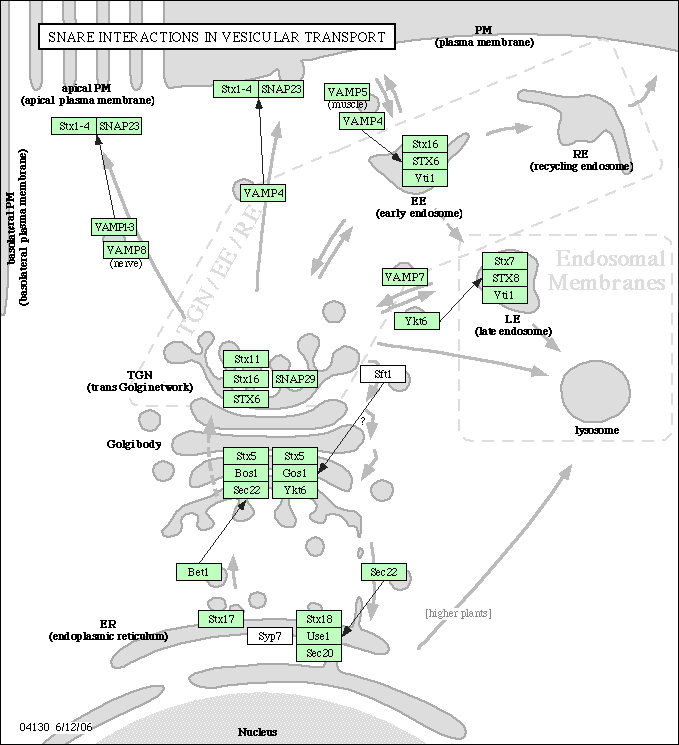 SNARE INTERACTIONS IN VESICULAR TRANSPORT
PM
(plasma membrane)
apical PM
(apical plasma membrane)
Stx1-4 SNAP23
Stx1-4 SNAP23
VAMP5
(muscle)
VAMP4
Stx16
STX6
Vti1
EE
(early endosome)
RE
(recycling endosome)
basolateral PM
(basolateral plasma membrane)
VAMP4
VAMP1-3
VAMP8
(nerve)
TGN/EE/RE
Endosomal
Membranes
Stx7
STX8
Vti1
VAMP7
Ykt6
LE
(late endosome)
TGN
(trans Golgi network)
Stx11
Stx16 SNAP29
STX6
Sft1
?
lysosome
Golgi body
Stx5 Stx5
Bos1 Gos1
Sec22 Ykt6
Bet1
Sec22
[higher plants]
ER
(endoplasmic reticulum)
Stx17
Syp7
Stx18
Use1
Sec20
04130 6/12/06
Nucleus